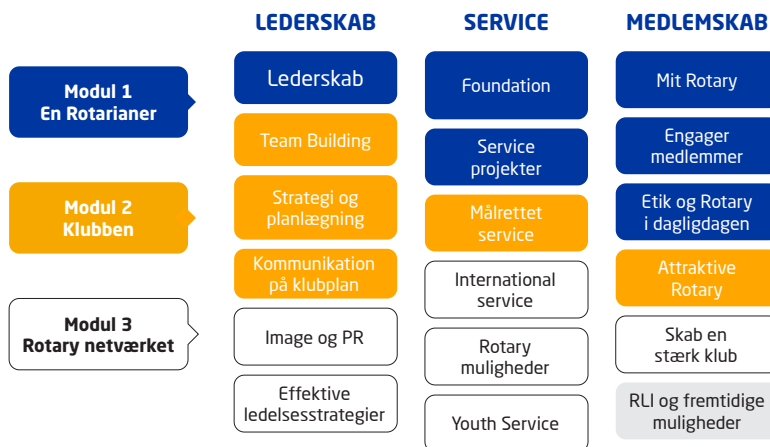 LEDERSKAB
SERVICE
MEDLEMSKAB
Modul 1
En Rotarianer
Modul 2
Klubben
Modul 3
Rotary netværket
Lederskab
Team Building
Strategi og
planlægning
Kommunikation
på klubplan
Image og PR
Effektive
ledelsesstrategier
Foundation
Service
projekter
Målrettet
service
International
service
Rotary
muligheder
Youth Service
Mit Rotary
Engager
medlemmer
Etik og Rotary
i dagligdagen
Attraktive
Rotary
Skab en
stærk klub
RLI og fremtidige
muligheder